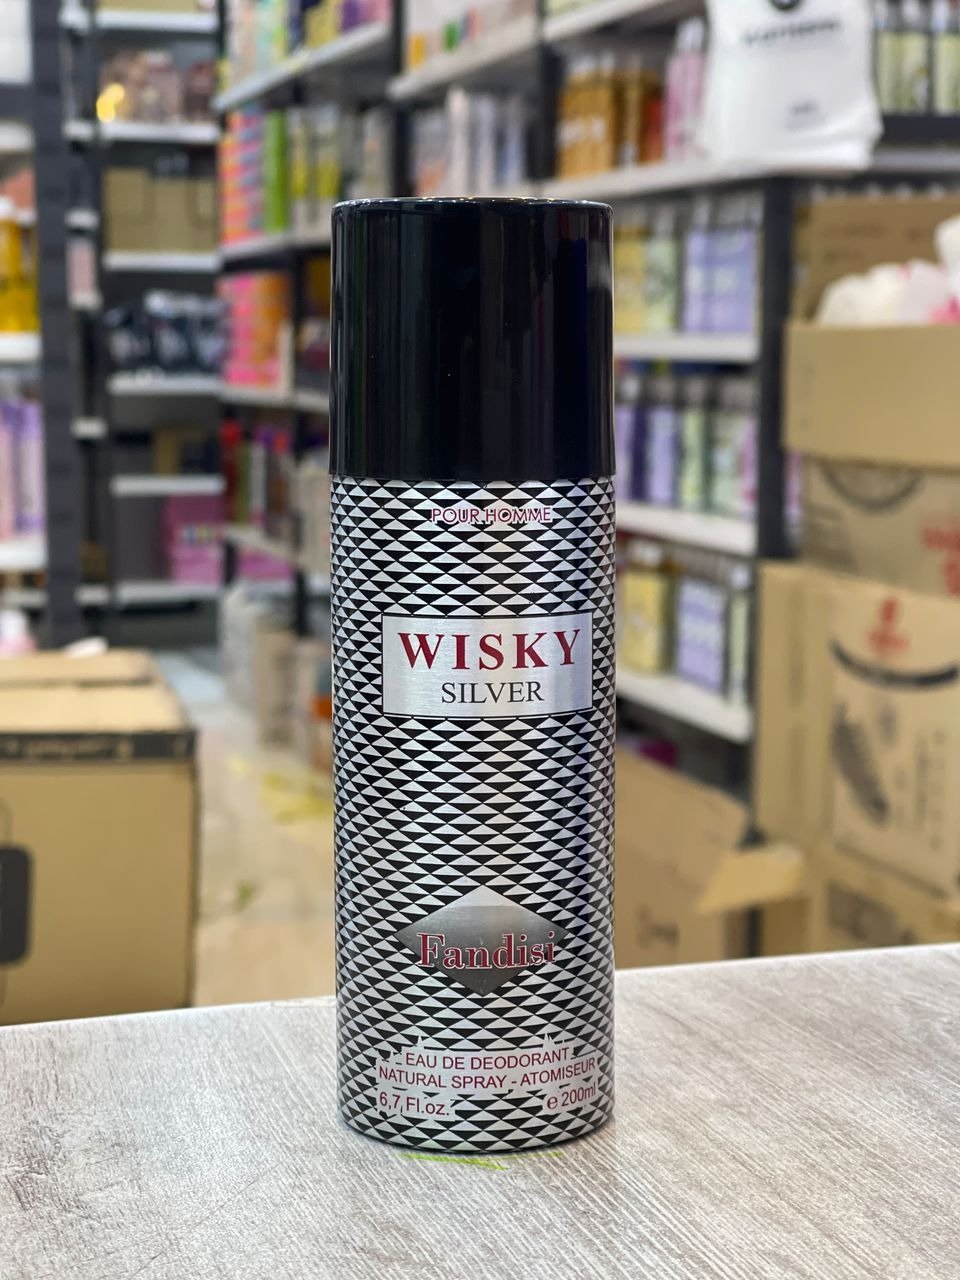 POUR HOMME
WISKY
SILVER
Fandisi
EAU DE DEODORANT
NATURAL SPRAY - ATOMISEUR
6,7 Fl.oz. e 200ml